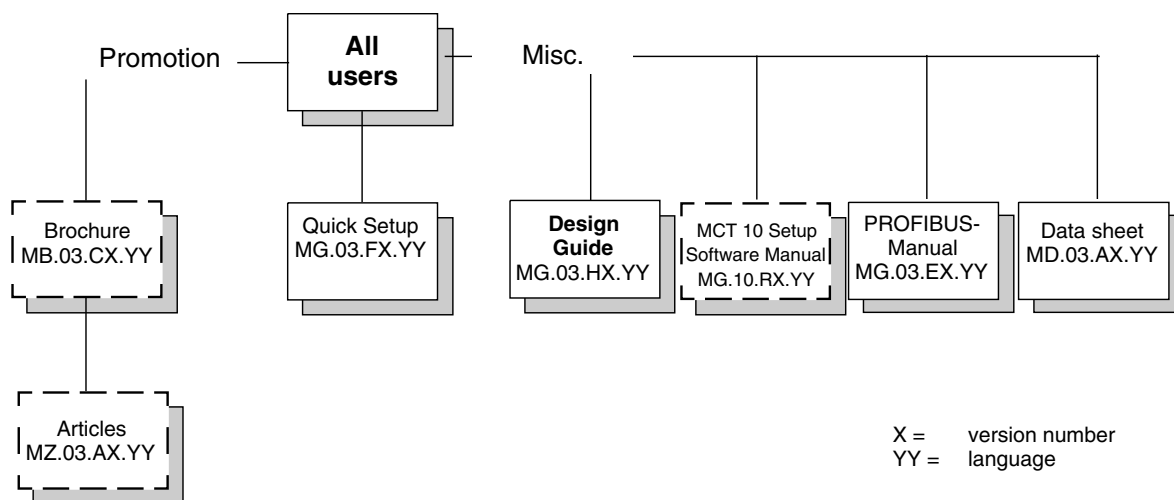 Promotion
All
users
Misc.
Brochure
MB.03.CX.YY
Quick Setup
MG.03.FX.YY
Design
Guide
MG.03.HX.YY
MCT 10 Setup
Software Manual
MG.10.RX.YY
PROFIBUS-
Manual
MG.03.EX.YY
Data sheet
MD.03.AX.YY
Articles
MZ.03.AX.YY
X = version number
YY = language